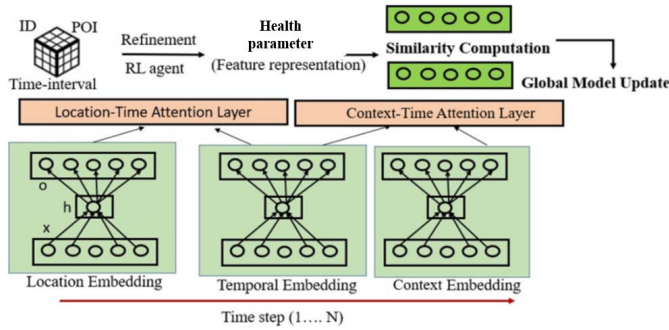 ID POI
Time-interval
Refinement
RL agent
Health
parameter
(Feature representation)
Similarity Computation
Global Model Update
Location-Time Attention Layer
Context-Time Attention Layer
o
h
x
Location Embedding
Temporal Embedding
Context Embedding
Time step (1.... N)